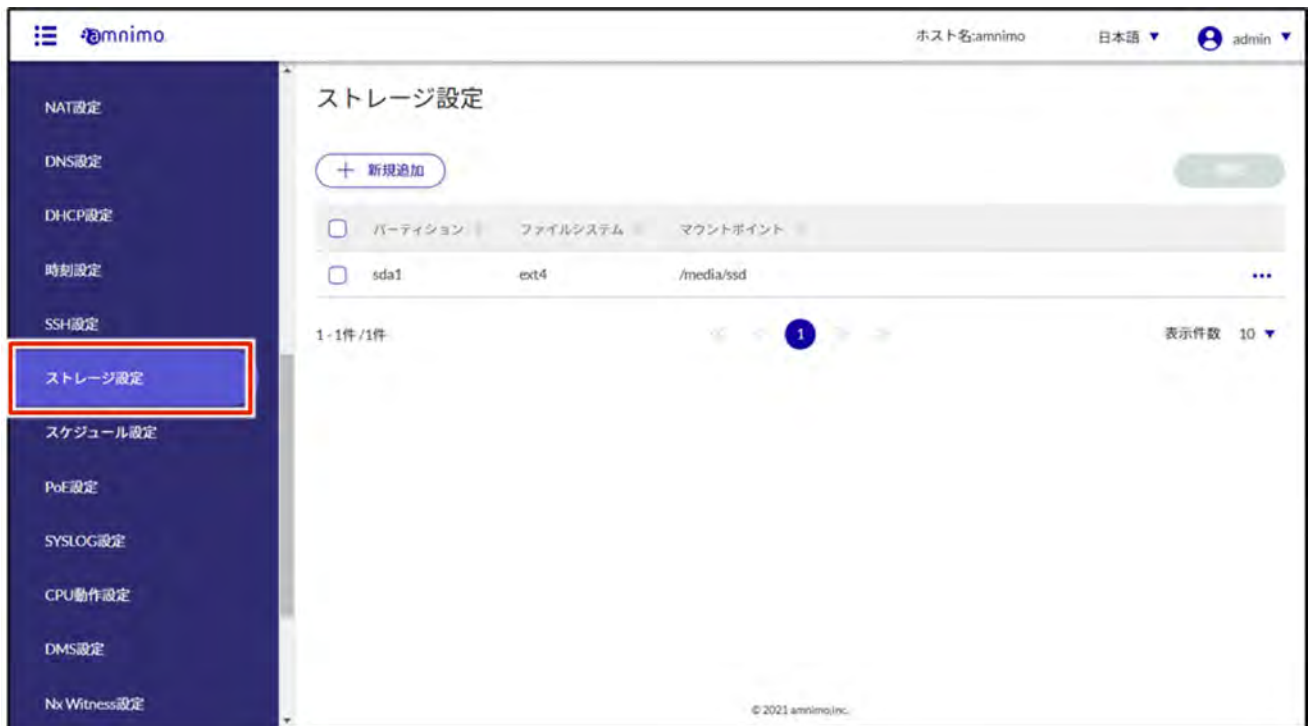 amnimo
ホスト名:amnimo
日本語 ▼
admin ▼
NAT設定
DNS設定
DHCP設定
時刻設定
SSH設定
ストレージ設定
スケジュール設定
PoE設定
SYSLOG設定
CPU動作設定
DMS設定
Nx Witness設定
ストレージ設定
+ 新規追加
パーティション ファイルシステム マウントポイント
sda1 ext4 /media/ssd •••
1 - 1件 /1件
≪ < 1 > ≫
表示件数 10 ▼
© 2021 amnimo,inc.